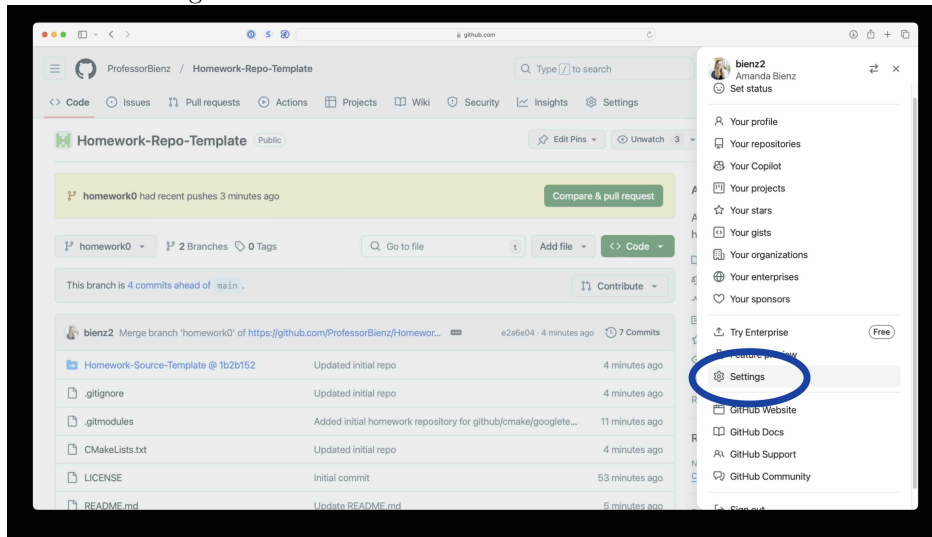 github.com
ProfessorBienz / Homework-Repo-Template
Type / to search
<> Code Issues Pull requests Actions Projects Wiki Security Insights Settings
Homework-Repo-Template Public
Edit Pins Unwatch 3
homework0 had recent pushes 3 minutes ago
Compare & pull request
homework0 2 Branches 0 Tags
Go to file t
Add file
<> Code
This branch is 4 commits ahead of main .
Contribute
bienz2 Merge branch 'homework0' of https://github.com/ProfessorBienz/Homewor... e2a6e04 · 4 minutes ago 7 Commits
Homework-Source-Template @ 1b2b152 Updated initial repo 4 minutes ago
.gitignore Updated initial repo 4 minutes ago
.gitmodules Added initial homework repository for github/cmake/googlete... 11 minutes ago
CMakeLists.txt Updated initial repo 4 minutes ago
LICENSE Initial commit 53 minutes ago
README.md Update README.md 5 minutes ago
bienz2
Amanda Bienz
Set status
Your profile
Your repositories
Your Copilot
Your projects
Your stars
Your gists
Your organizations
Your enterprises
Your sponsors
Try Enterprise Free
Feature preview
Settings
GitHub Website
GitHub Docs
GitHub Support
GitHub Community
Sign out